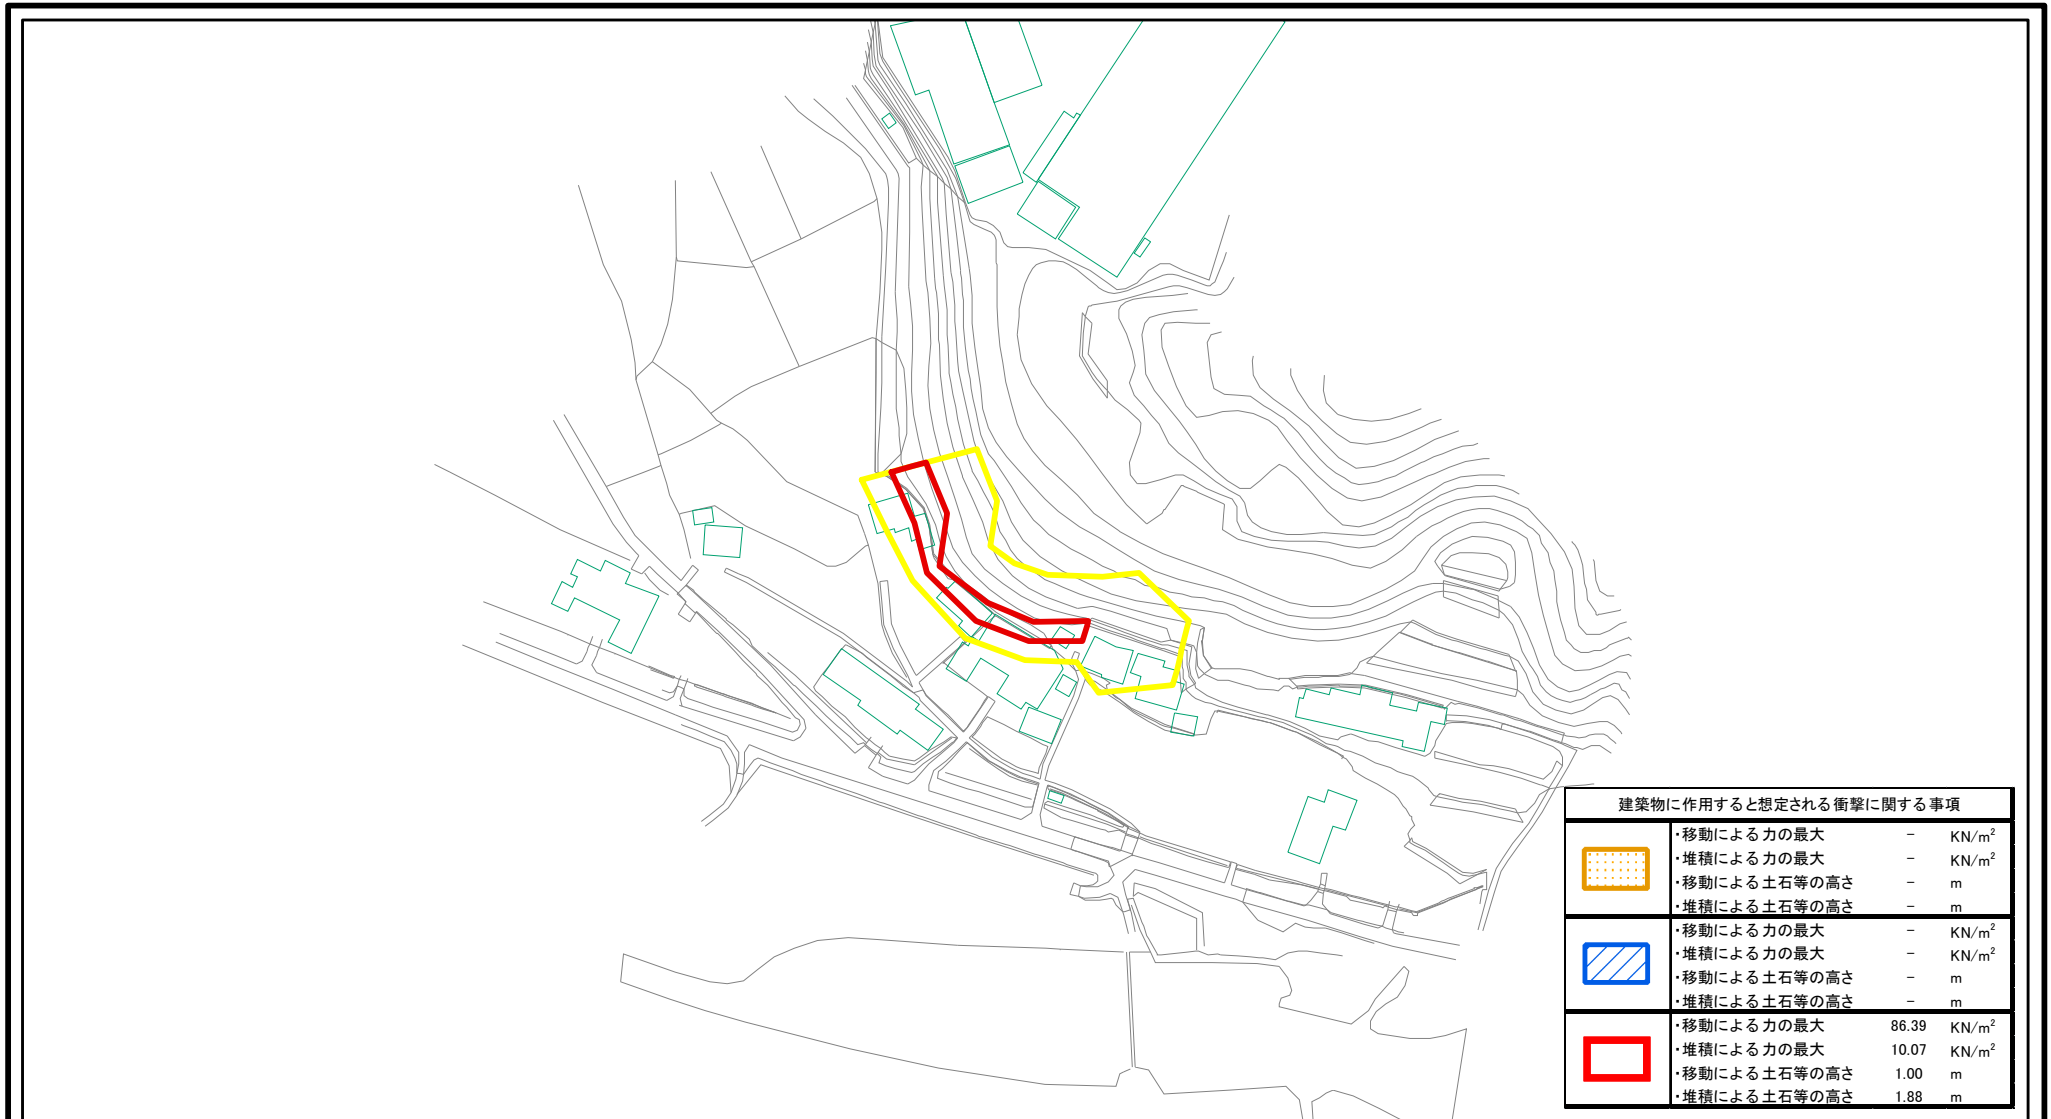 建築物に作用すると想定される衝撃に関する事項
・移動による力の最大 － KN/m²
・堆積による力の最大 － KN/m²
・移動による土石等の高さ － m
・堆積による土石等の高さ － m
・移動による力の最大 － KN/m²
・堆積による力の最大 － KN/m²
・移動による土石等の高さ － m
・堆積による土石等の高さ － m
・移動による力の最大 86.39 KN/m²
・堆積による力の最大 10.07 KN/m²
・移動による土石等の高さ 1.00 m
・堆積による土石等の高さ 1.88 m